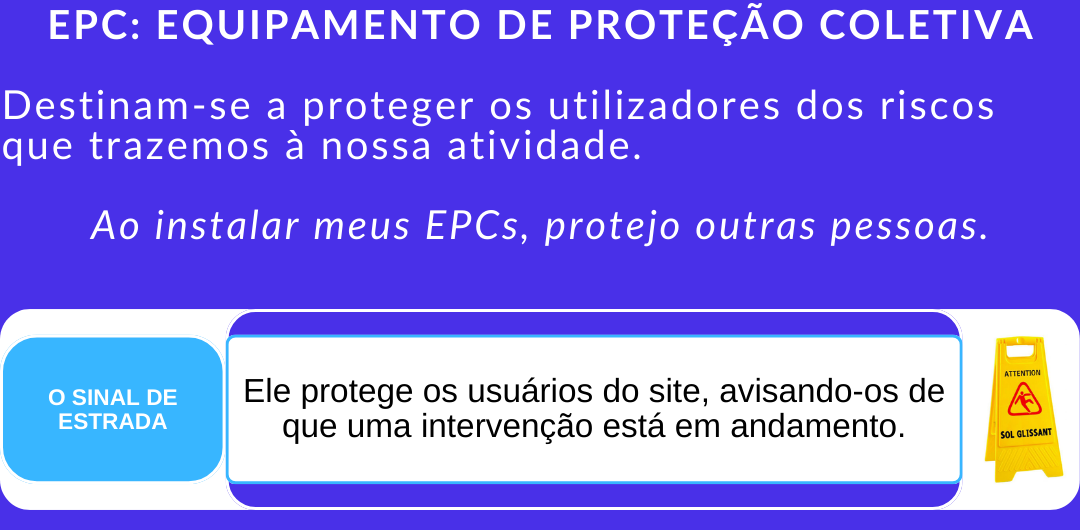 EPC: EQUIPAMENTO DE PROTEÇÃO COLETIVA
Destinam-se a proteger os utilizadores dos riscos
que trazemos à nossa atividade.
Ao instalar meus EPCs, protejo outras pessoas.
O SINAL DE
ESTRADA
Ele protege os usuários do site, avisando-os de
que uma intervenção está em andamento.
ATTENTION
SOL GLISSANT